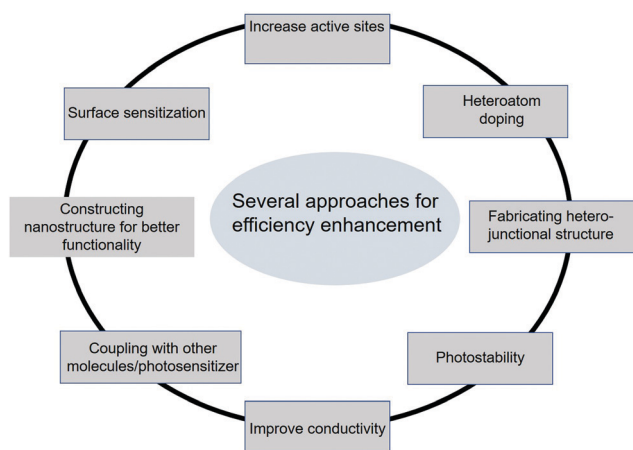 Increase active sites
Heteroatom
doping
Surface sensitization
Several approaches for
efficiency enhancement
Constructing
nanostructure for better
functionality
Fabricating hetero-
junctional structure
Coupling with other
molecules/photosensitizer
Photostability
Improve conductivity